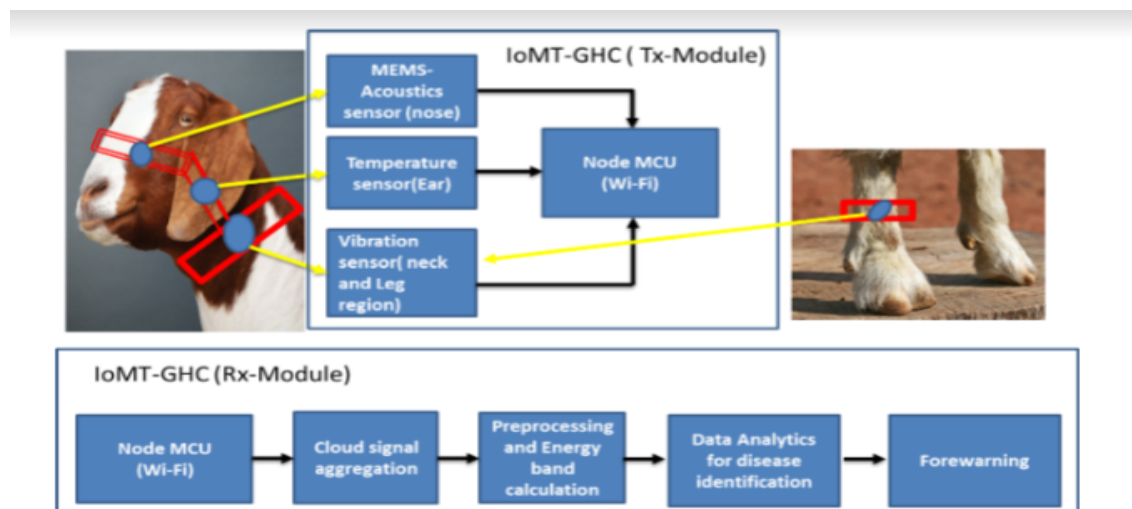 IoMT-GHC ( Tx-Module)
MEMS-
Acoustics
sensor (nose)
Temperature
sensor(Ear)
Vibration
sensor( neck
and Leg
region)
Node MCU
(Wi-Fi)
IoMT-GHC (Rx-Module)
Node MCU
(Wi-Fi)
Cloud signal
aggregation
Preprocessing
and Energy
band
calculation
Data Analytics
for disease
identification
Forewarning